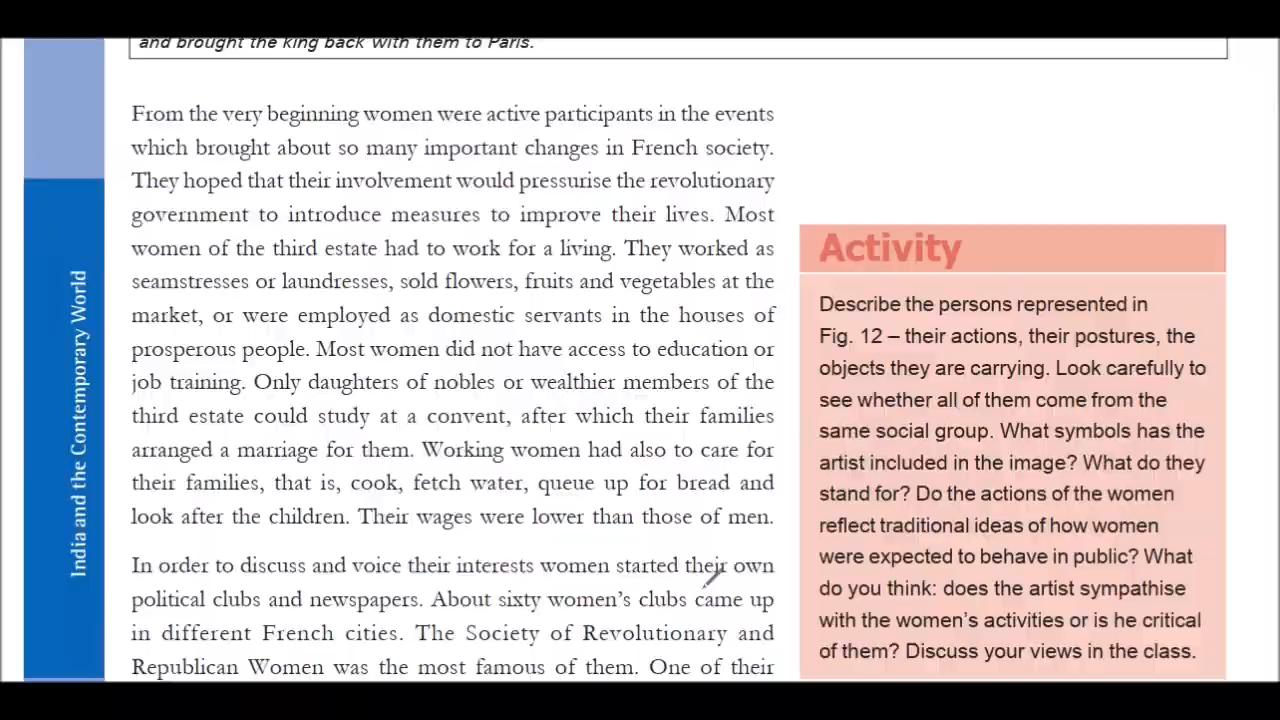 and brought the king back with them to Paris.
From the very beginning women were active participants in the events
which brought about so many important changes in French society.
They hoped that their involvement would pressurise the revolutionary
government to introduce measures to improve their lives. Most
women of the third estate had to work for a living. They worked as
seamstresses or laundresses, sold flowers, fruits and vegetables at the
market, or were employed as domestic servants in the houses of
prosperous people. Most women did not have access to education or
job training. Only daughters of nobles or wealthier members of the
third estate could study at a convent, after which their families
arranged a marriage for them. Working women had also to care for
their families, that is, cook, fetch water, queue up for bread and
look after the children. Their wages were lower than those of men.
In order to discuss and voice their interests women started their own
political clubs and newspapers. About sixty women's clubs came up
in different French cities. The Society of Revolutionary and
Republican Women was the most famous of them. One of their
Activity
Describe the persons represented in
Fig. 12 – their actions, their postures, the
objects they are carrying. Look carefully to
see whether all of them come from the
same social group. What symbols has the
artist included in the image? What do they
stand for? Do the actions of the women
reflect traditional ideas of how women
were expected to behave in public? What
do you think: does the artist sympathise
with the women's activities or is he critical
of them? Discuss your views in the class.
India and the Contemporary World